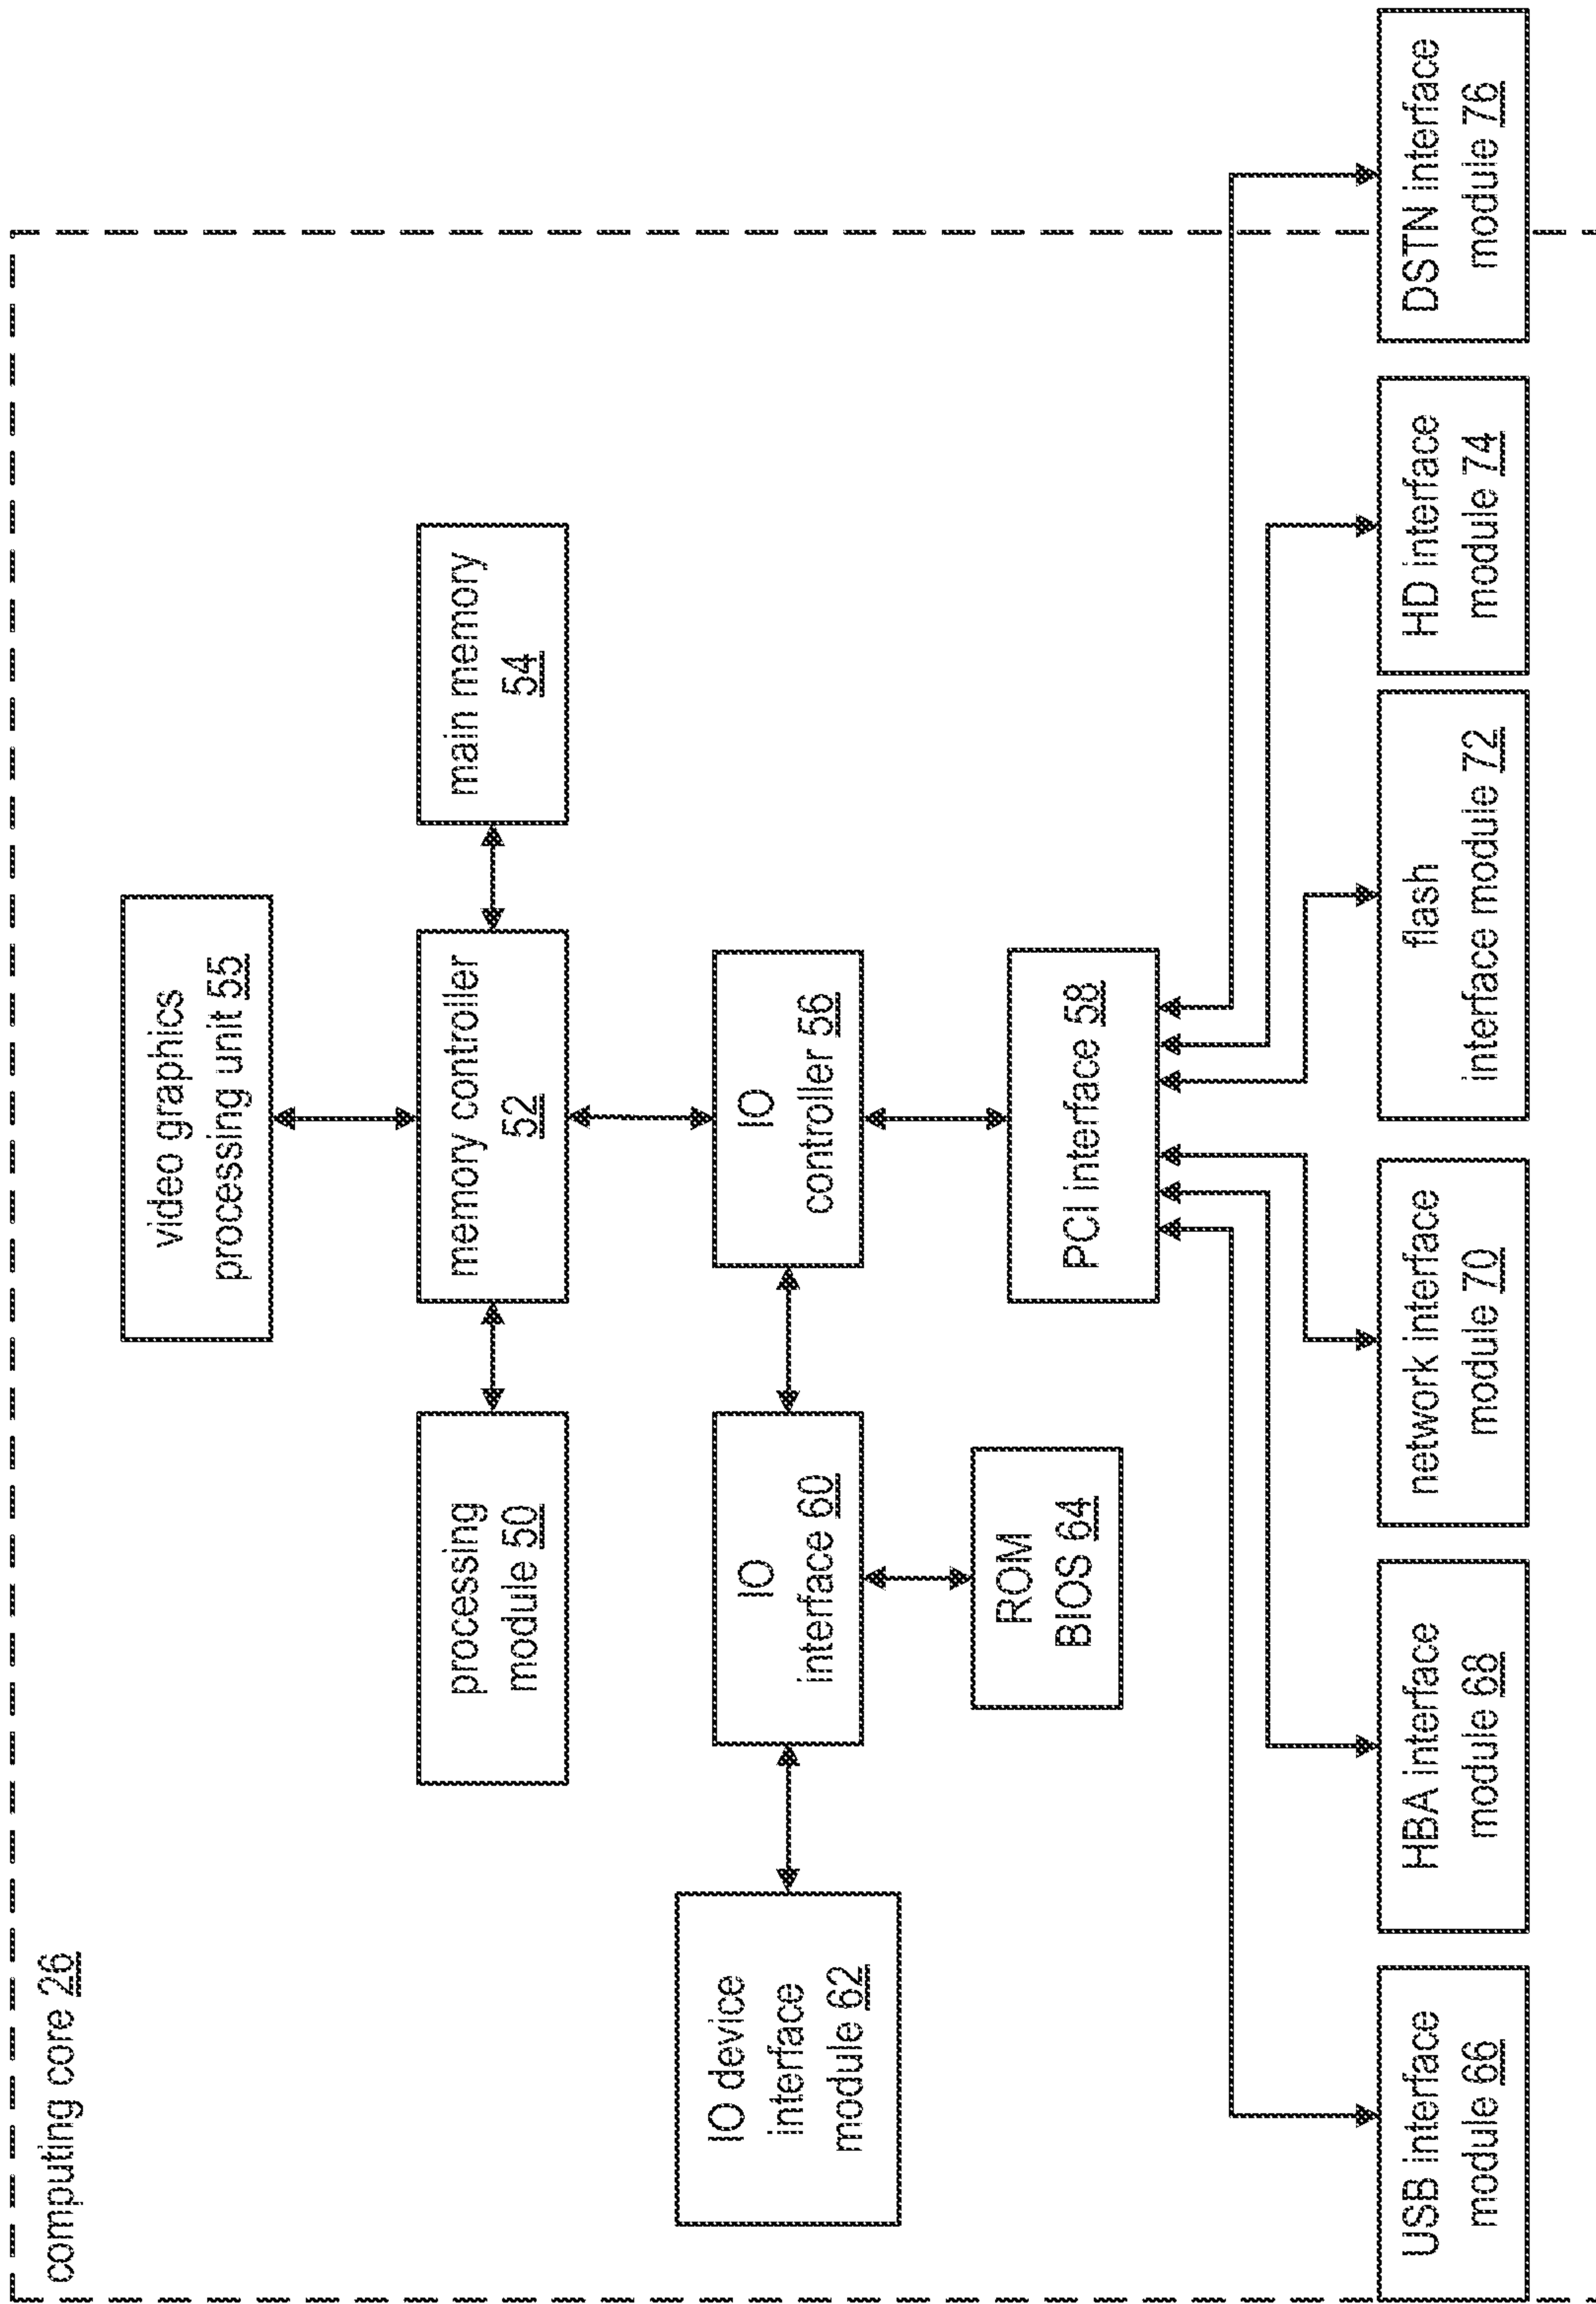 computing core 26
video graphics
processing unit 55
processing
module 50
memory controller
52
main memory
54
IO device
interface
module 62
IO
interface 60
IO
controller 56
ROM
BIOS 64
PCI interface 58
USB interface
module 66
HBA interface
module 68
network interface
module 70
flash
interface module 72
HD interface
module 74
DSTN interface
module 76